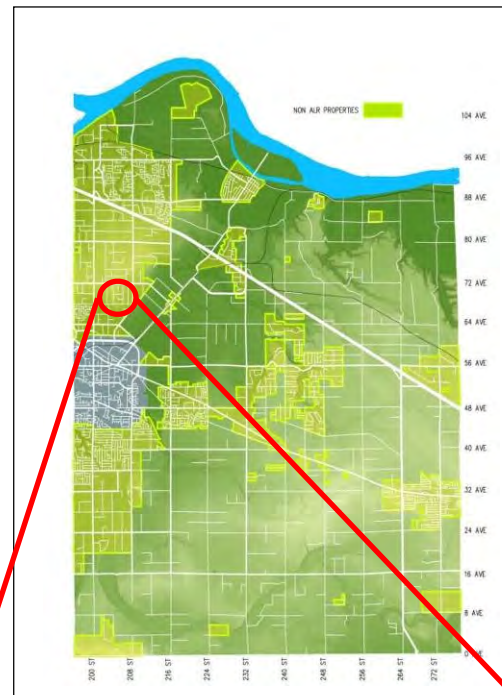 NON ALR PROPERTIES
104 AVE
96 AVE
88 AVE
80 AVE
72 AVE
64 AVE
56 AVE
48 AVE
40 AVE
32 AVE
24 AVE
16 AVE
8 AVE
0 AVE
200 ST
208 ST
216 ST
224 ST
232 ST
240 ST
248 ST
256 ST
264 ST
272 ST